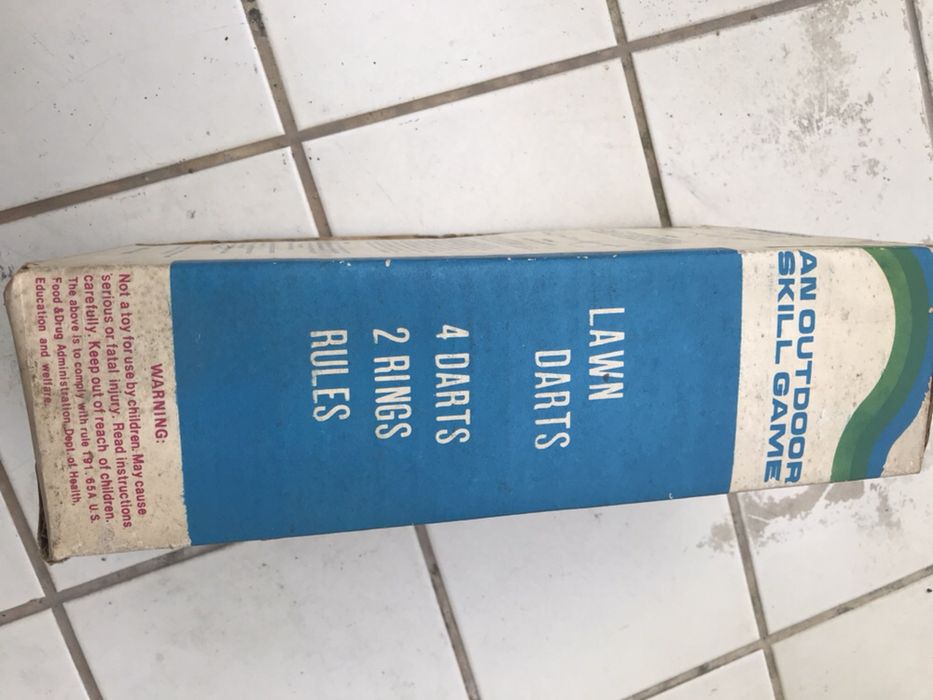 AN OUTDOOR
SKILL GAME
LAWN
DARTS
4 DARTS
2 RINGS
RULES
WARNING:
Not a toy for use by children. May cause
serious or fatal injury. Read instructions
carefully. Keep out of reach of children.
The above is to comply with rule 191.65A U.S.
Food & Drug Administration, Dept. of Health,
Education and welfare.